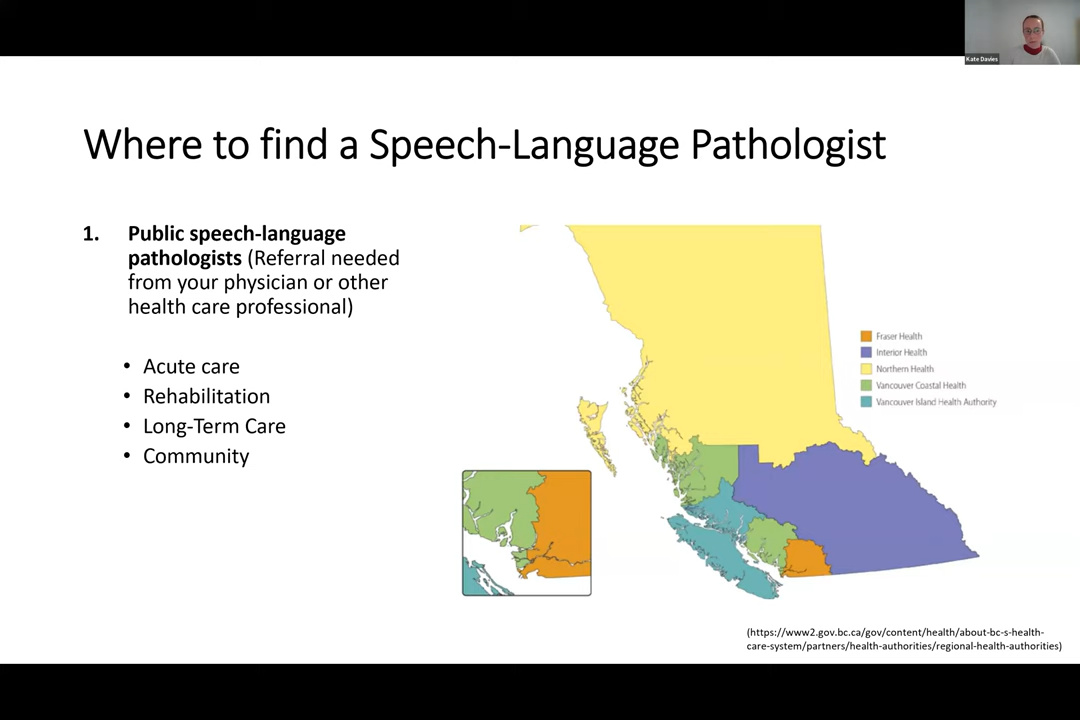 Kate Davies
Where to find a Speech-Language Pathologist
1. Public speech-language
pathologists (Referral needed
from your physician or other
health care professional)
• Acute care
• Rehabilitation
• Long-Term Care
• Community
Fraser Health
Interior Health
Northern Health
Vancouver Coastal Health
Vancouver Island Health Authority
(https://www2.gov.bc.ca/gov/content/health/about-bc-s-health-
care-system/partners/health-authorities/regional-health-authorities)